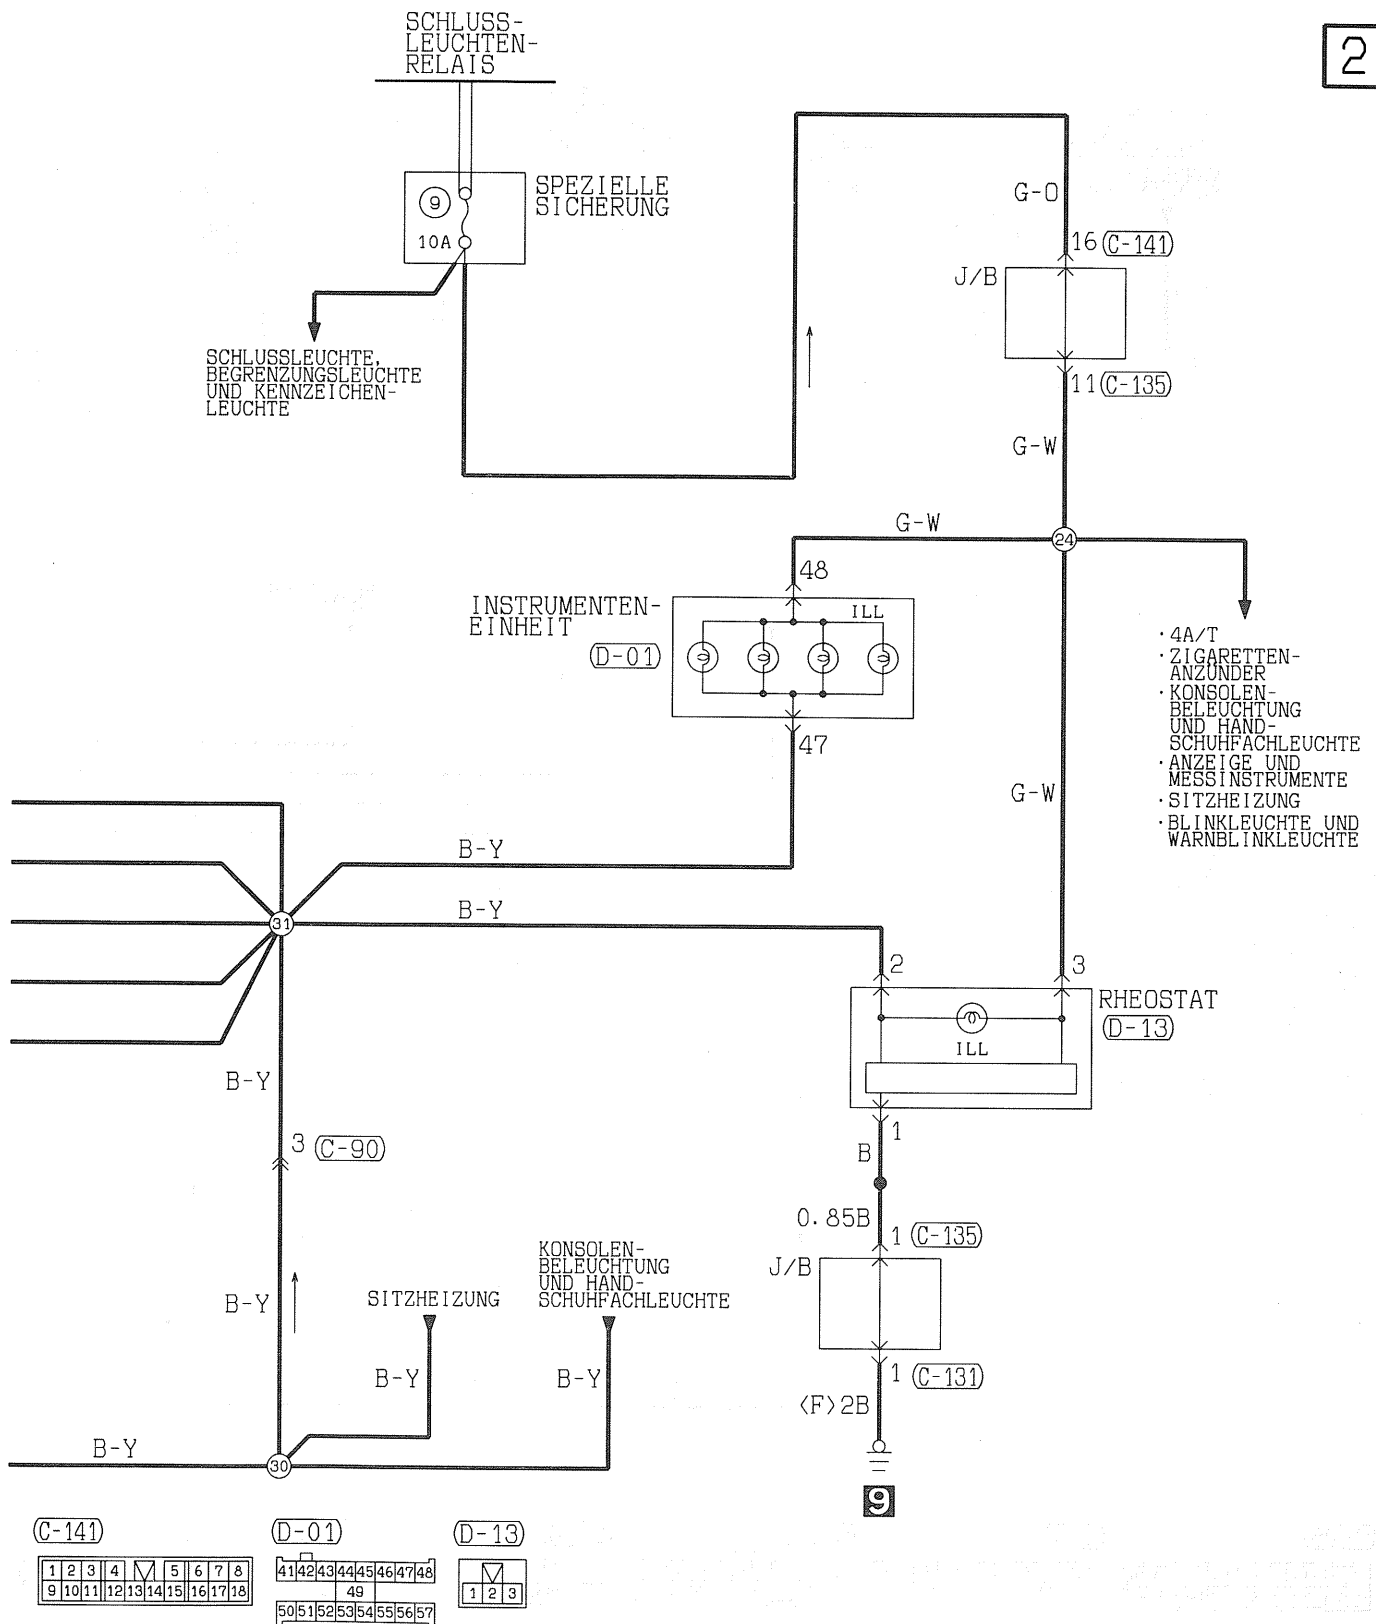 SCHLUSS-
LEUCHTEN-
RELAIS
2
9
10A
SPEZIELLE
SICHERUNG
SCHLUSSLEUCHTE,
BEGRENZUNGSLEUCHTE
UND KENNZEICHEN-
LEUCHTE
G-O
16 (C-141)
J/B
11 (C-135)
G-W
G-W
24
48
INSTRUMENTEN-
EINHEIT
ILL
(D-01)
47
· 4A/T
· ZIGARETTEN-
ANZÜNDER
· KONSOLEN-
BELEUCHTUNG
UND HAND-
SCHUHFACHLEUCHTE
· ANZEIGE UND
MESSINSTRUMENTE
· SITZHEIZUNG
· BLINKLEUCHTE UND
WARNBLINKLEUCHTE
G-W
B-Y
B-Y
31
2
3
RHEOSTAT
(D-13)
ILL
B-Y
1
B
3 (C-90)
0.85B
1 (C-135)
J/B
KONSOLEN-
BELEUCHTUNG
UND HAND-
SCHUHFACHLEUCHTE
SITZHEIZUNG
B-Y
B-Y
B-Y
1 (C-131)
<F>2B
B-Y
30
9
(C-141)
1 2 3 4 5 6 7 8
9 10 11 12 13 14 15 16 17 18
(D-01)
41 42 43 44 45 46 47 48
49
50 51 52 53 54 55 56 57
(D-13)
1 2 3